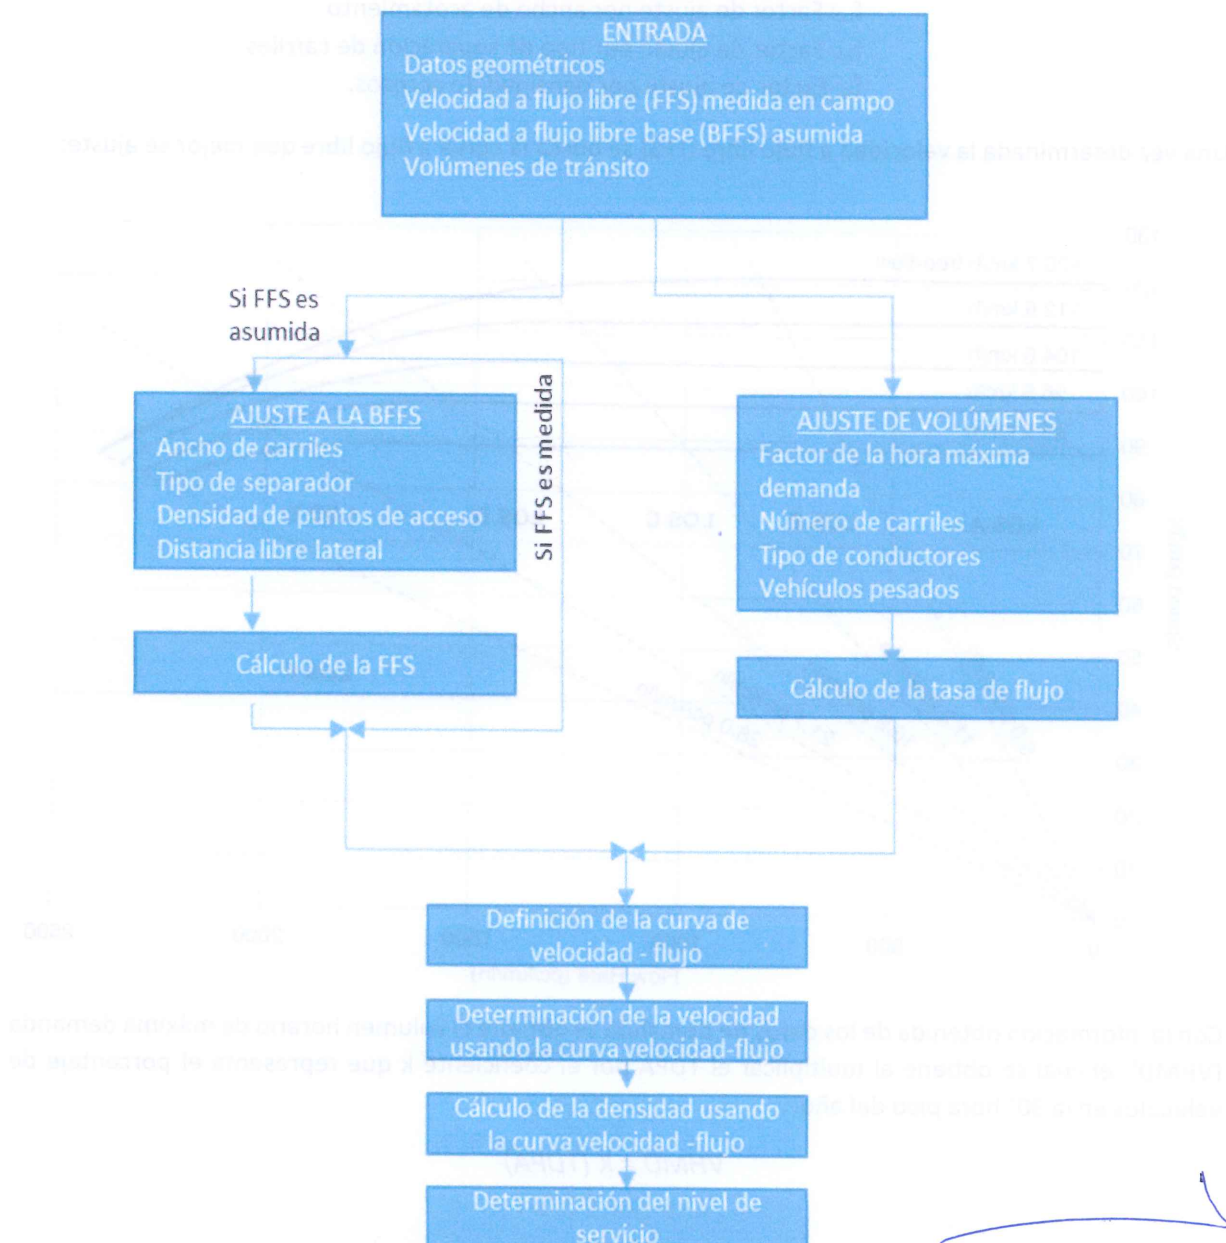 ENTRADA
Datos geométricos
Velocidad a flujo libre (FFS) medida en campo
Velocidad a flujo libre base (BFFS) asumida
Volúmenes de tránsito
Si FFS es
asumida
AJUSTE A LA BFFS
Ancho de carriles
Tipo de separador
Densidad de puntos de acceso
Distancia libre lateral
Si FFS es medida
AJUSTE DE VOLÚMENES
Factor de la hora máxima
demanda
Número de carriles
Tipo de conductores
Vehículos pesados
Cálculo de la FFS
Cálculo de la tasa de flujo
Definición de la curva de
velocidad - flujo
Determinación de la velocidad
usando la curva velocidad-flujo
Cálculo de la densidad usando
la curva velocidad -flujo
Determinación del nivel de
servicio